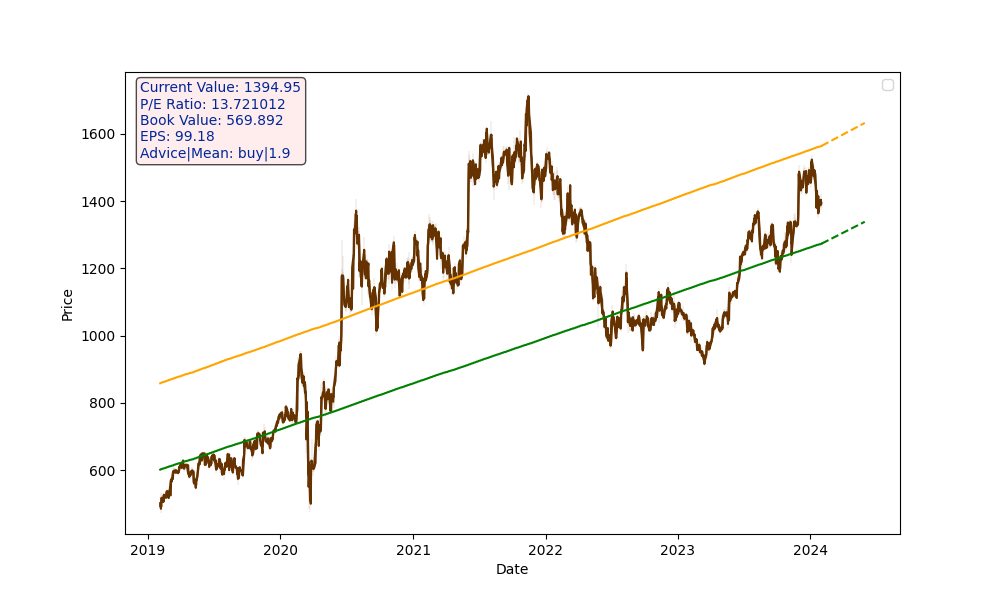 Current Value: 1394.95
P/E Ratio: 13.721012
Book Value: 569.892
EPS: 99.18
Advice|Mean: buy|1.9
1600
1400
1200
1000
800
600
Price
2019 2020 2021 2022 2023 2024
Date